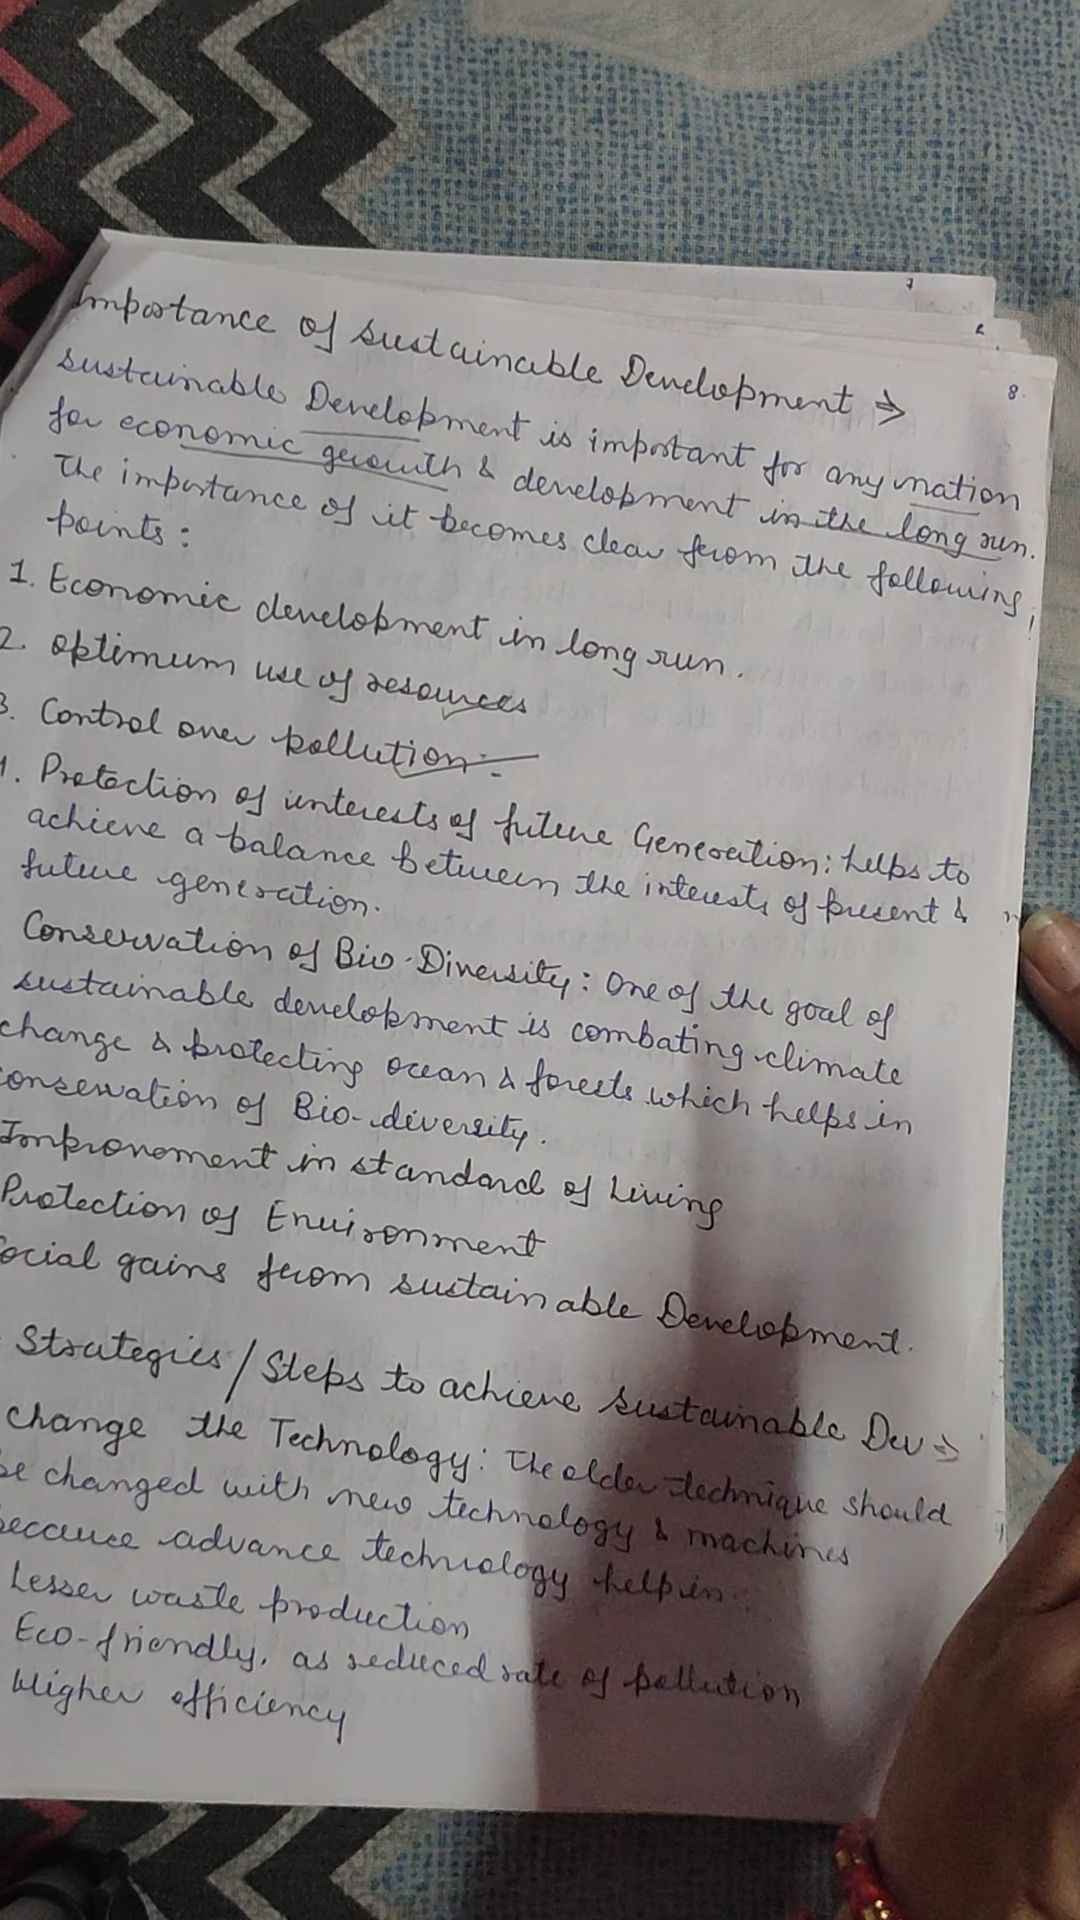 7
6
8.
Importance of sustainable Development ⇒
sustainable Development is important for any nation
for economic growth & development in the long run.
The importance of it becomes clear from the following
points :
1. Economic development in long run.
2. optimum use of resources
3. Control over pollution :-
4. Protection of interests of future Generation: helps to
achieve a balance between the interests of present &
future generation.
Conservation of Bio-Diversity : One of the goal of
sustainable development is combating climate
change & protecting ocean & forests which helps in
conservation of Bio-diversity.
Improvement in standard of Living
Protection of Environment
Social gains from sustainable Development.
Strategies / Steps to achieve sustainable Dev ⇒
change the Technology: The older technique should
be changed with new technology & machines
because advance technology help in :
Lesser waste production
Eco-friendly, as reduced rate of pollution
Higher efficiency